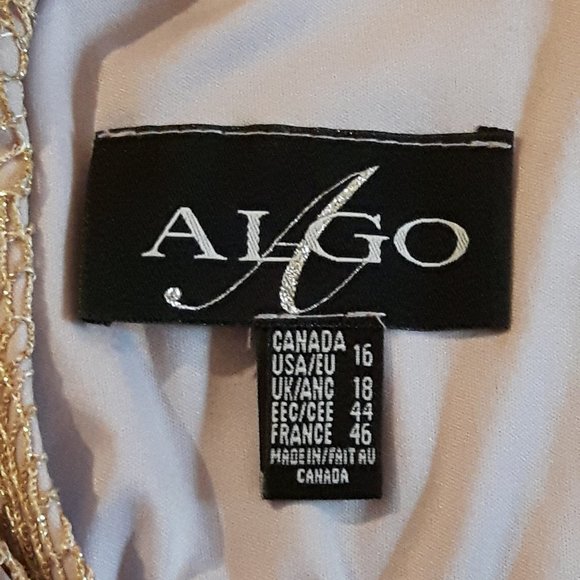 ALGO
A
CANADA
USA/EU 16
UK/ANG 18
EEC/CEE 44
FRANCE 46
MADE IN/FAIT AU
CANADA